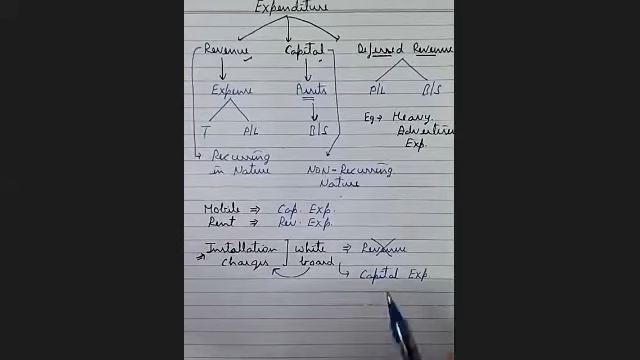 Expenditure
Revenue Capital Deferred Revenue
Expense Assets P/L B/S
T P/L B/S Eg → Heavy
Advertising
Exp.
Recurring
in Nature
NON-Recurring
Nature
Mobile ⇒ Cap. Exp.
Rent ⇒ Rev. Exp.
⇒ Installation ] White ⇒ Revenue
Charges board → Capital Exp.